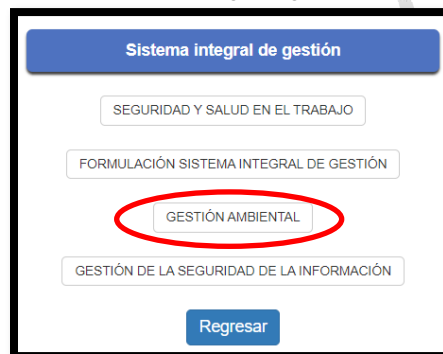 Sistema integral de gestión
SEGURIDAD Y SALUD EN EL TRABAJO
FORMULACIÓN SISTEMA INTEGRAL DE GESTIÓN
GESTIÓN AMBIENTAL
GESTIÓN DE LA SEGURIDAD DE LA INFORMACIÓN
Regresar